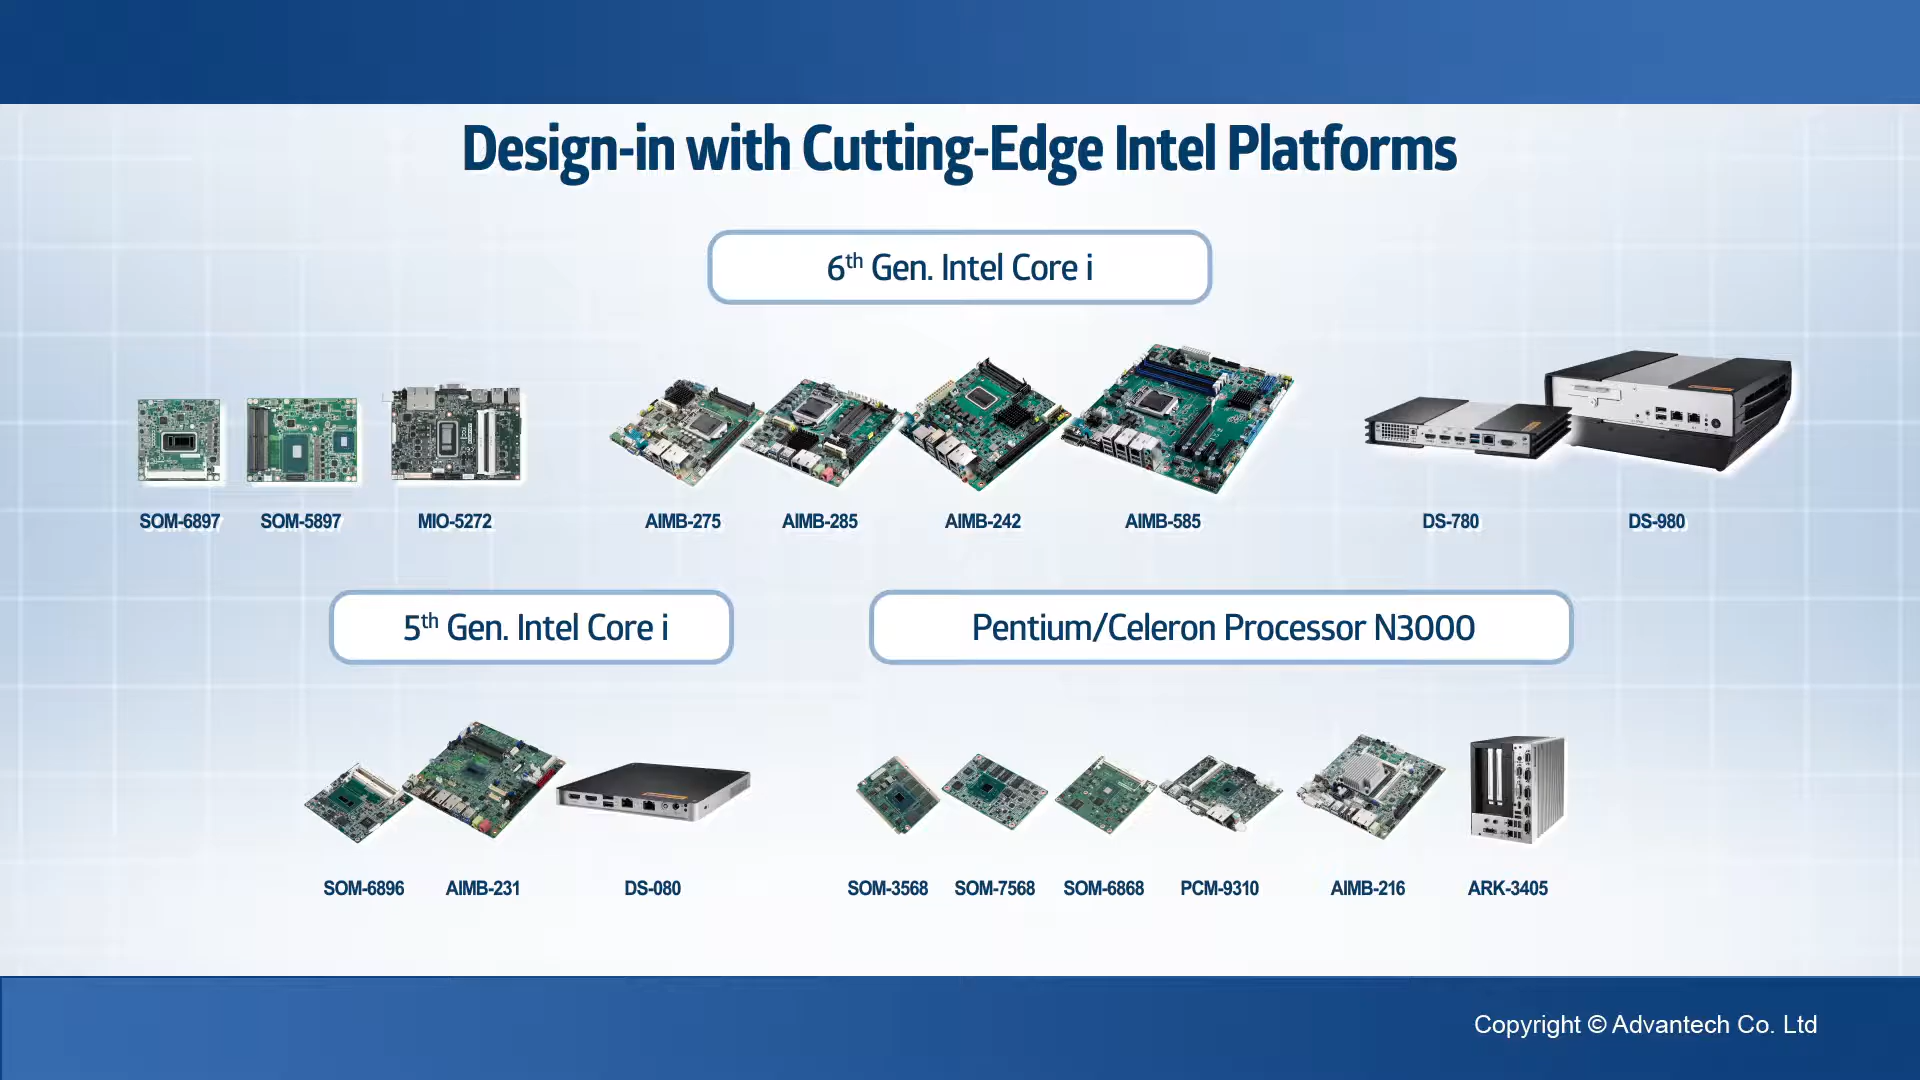 Design-in with Cutting-Edge Intel Platforms
6th Gen. Intel Core i
SOM-6897 SOM-5897 MIO-5272 AIMB-275 AIMB-285 AIMB-242 AIMB-585 DS-780 DS-980
5th Gen. Intel Core i
Pentium/Celeron Processor N3000
SOM-6896 AIMB-231 DS-080 SOM-3568 SOM-7568 SOM-6868 PCM-9310 AIMB-216 ARK-3405
Copyright © Advantech Co. Ltd